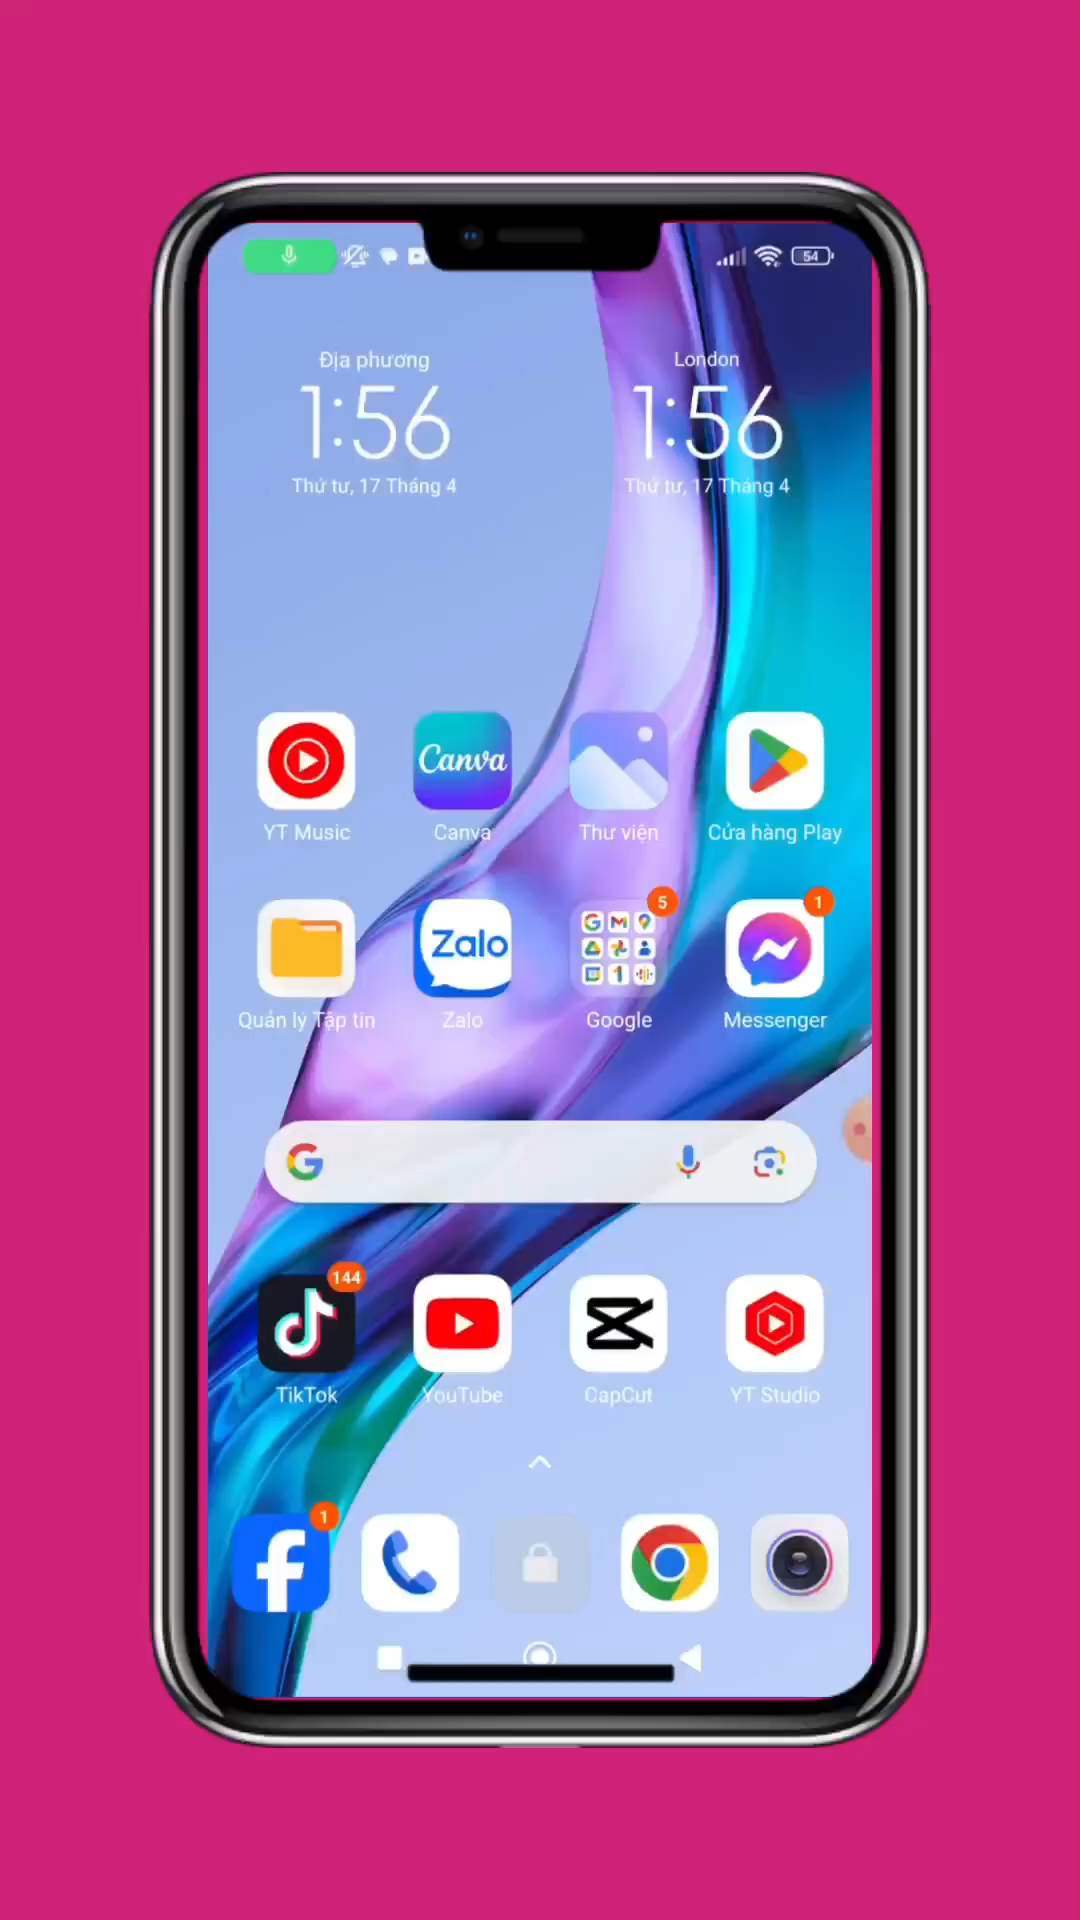 54
Địa phương
1:56
Thứ tư, 17 Tháng 4
London
1:56
Thứ tư, 17 Tháng 4
Canva
YT Music
Canva
Thư viện
Cửa hàng Play
Zalo
5
1
Quản lý Tập tin
Zalo
Google
Messenger
144
TikTok
YouTube
CapCut
YT Studio
1